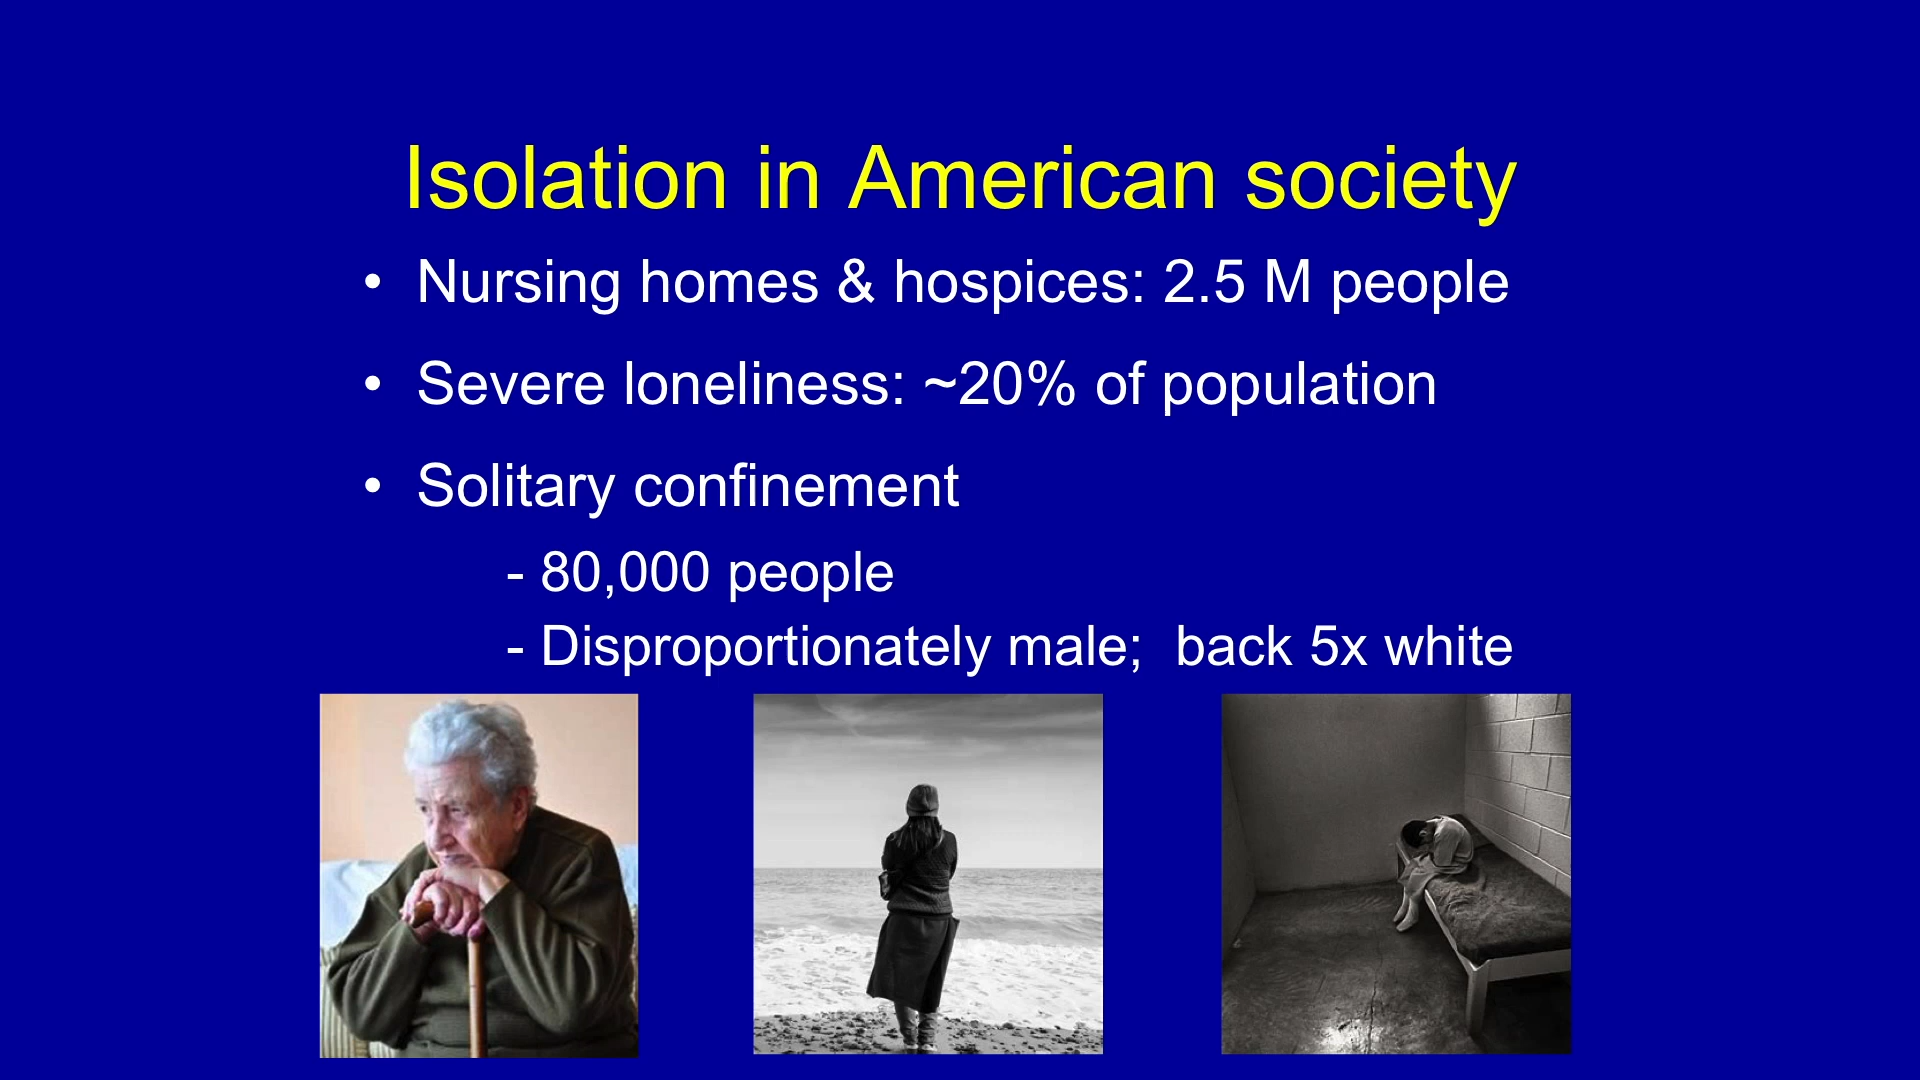 Isolation in American society
• Nursing homes & hospices: 2.5 M people
• Severe loneliness: ~20% of population
• Solitary confinement
- 80,000 people
- Disproportionately male;  back 5x white